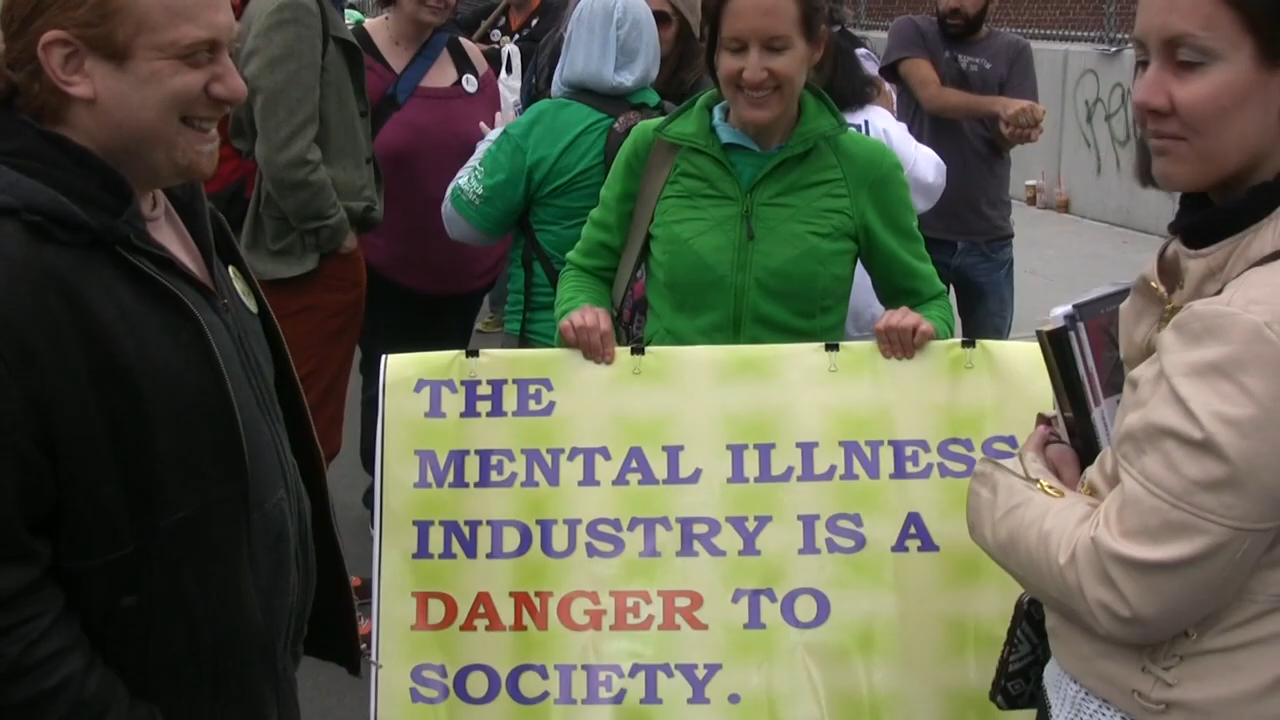 THE
MENTAL ILLNESS
INDUSTRY IS A
DANGER TO
SOCIETY.